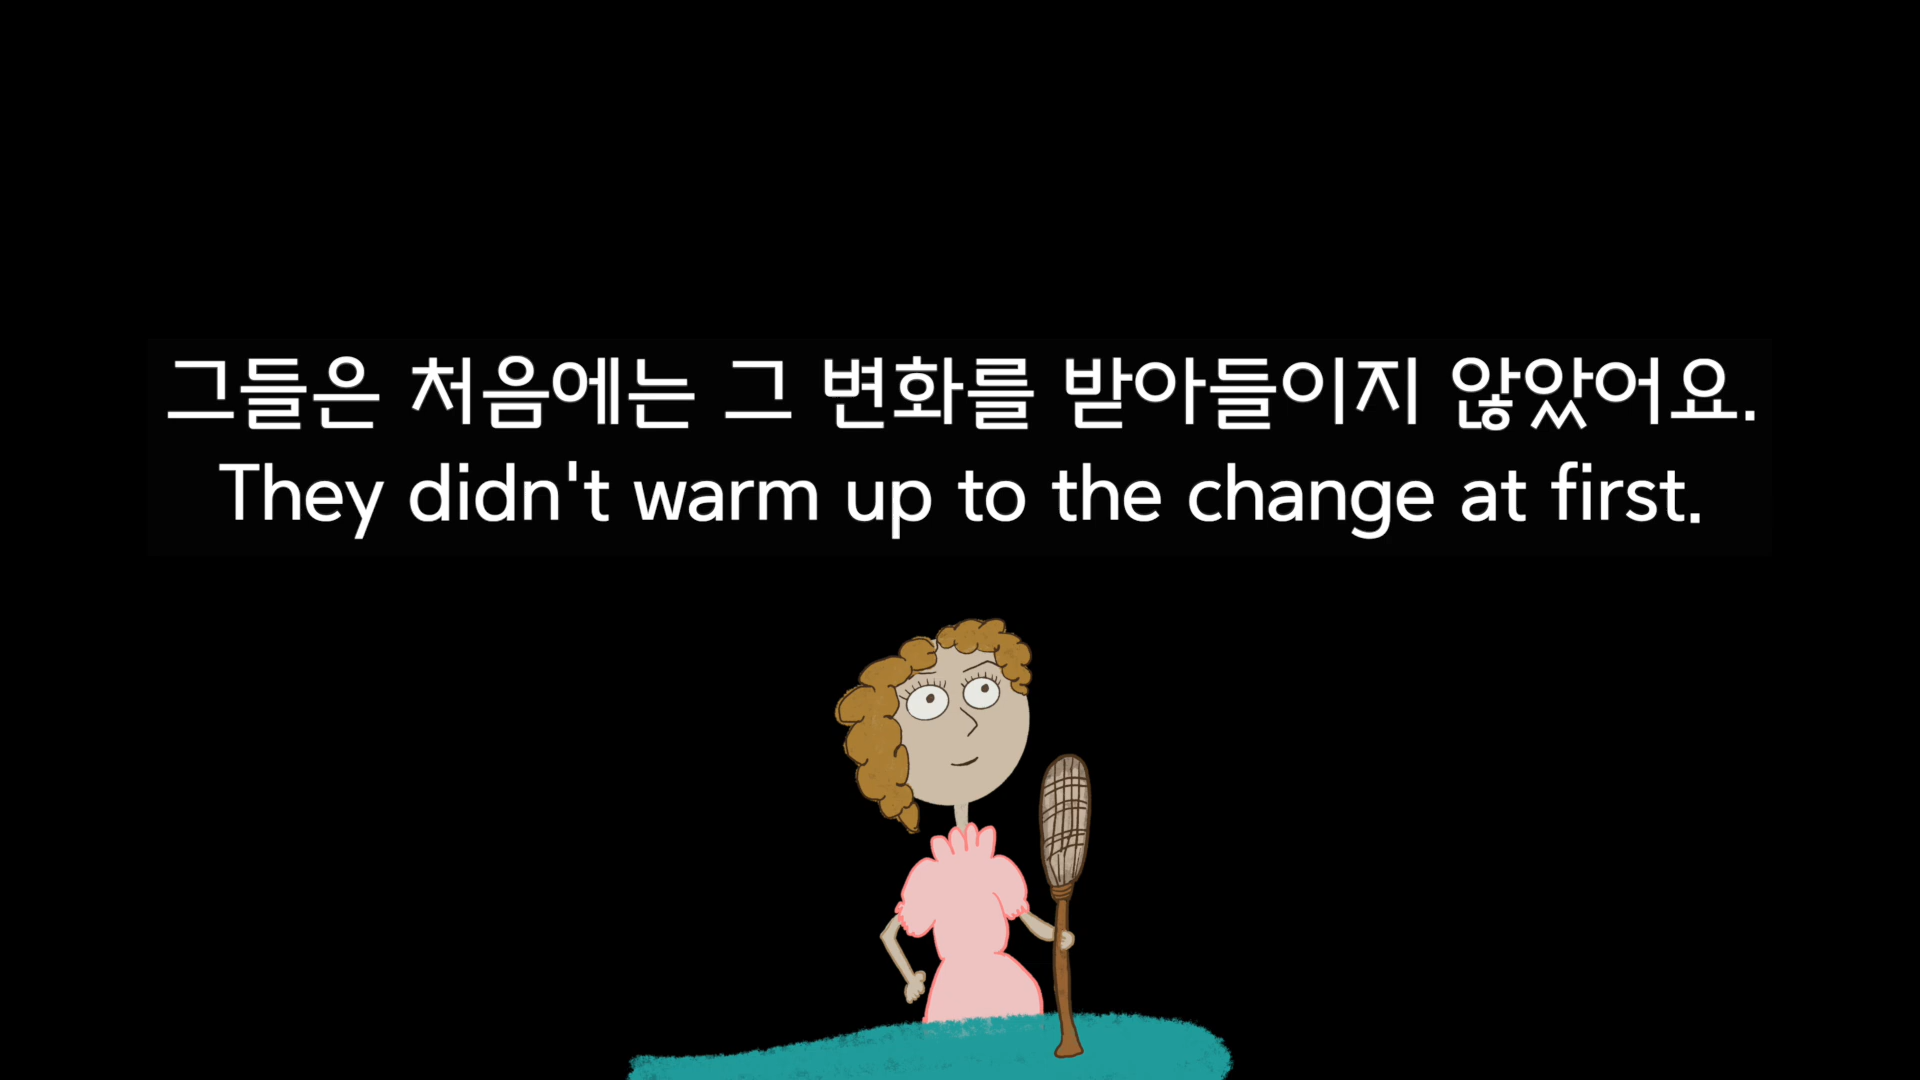 그들은 처음에는 그 변화를 받아들이지 않았어요.
They didn't warm up to the change at first.